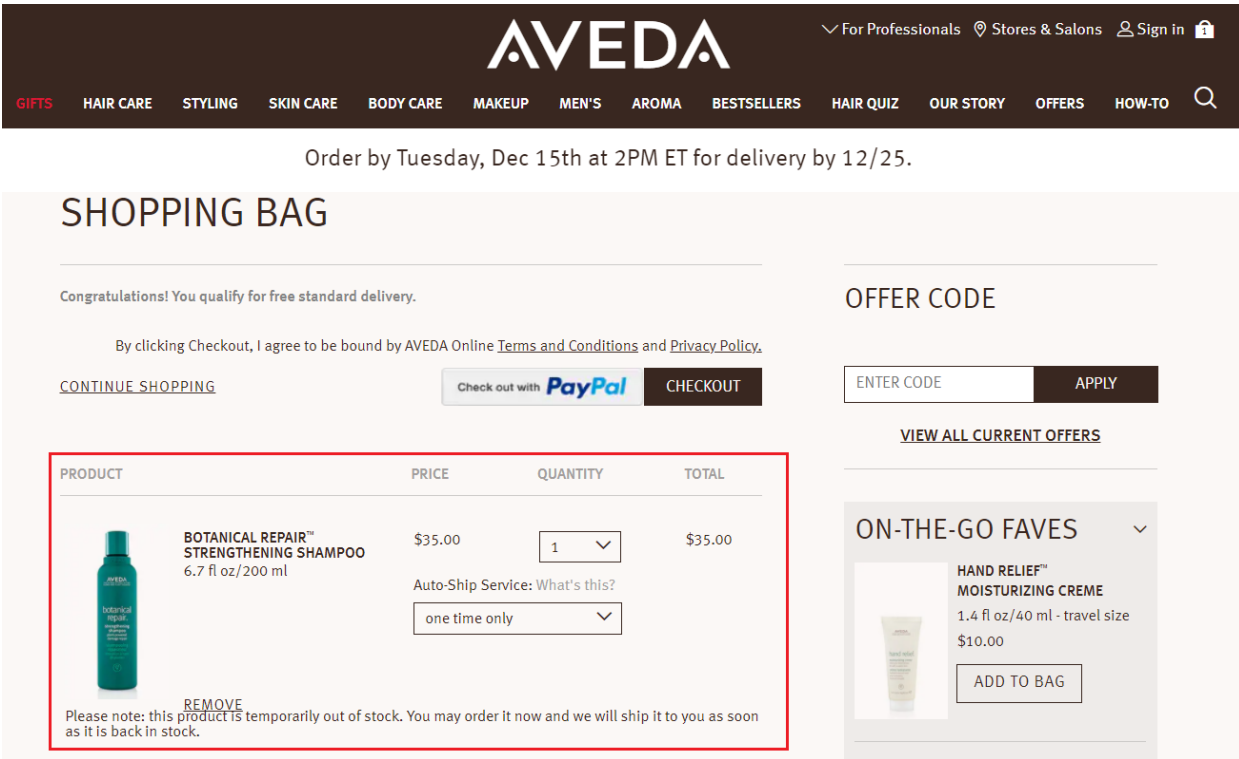 AVEDA
For Professionals Stores & Salons Sign in 1
GIFTS HAIR CARE STYLING SKIN CARE BODY CARE MAKEUP MEN'S AROMA BESTSELLERS HAIR QUIZ OUR STORY OFFERS HOW-TO
Order by Tuesday, Dec 15th at 2PM ET for delivery by 12/25.
SHOPPING BAG
Congratulations! You qualify for free standard delivery.
By clicking Checkout, I agree to be bound by AVEDA Online Terms and Conditions and Privacy Policy.
CONTINUE SHOPPING
Check out with PayPal
CHECKOUT
PRODUCT PRICE QUANTITY TOTAL
AVEDA
botanical
repair™
strengthening
shampoo
BOTANICAL REPAIR™
STRENGTHENING SHAMPOO
6.7 fl oz/200 ml
$35.00
1
$35.00
Auto-Ship Service: What's this?
one time only
REMOVE
Please note: this product is temporarily out of stock. You may order it now and we will ship it to you as soon
as it is back in stock.
OFFER CODE
ENTER CODE APPLY
VIEW ALL CURRENT OFFERS
ON-THE-GO FAVES
AVEDA
hand relief
HAND RELIEF™
MOISTURIZING CREME
1.4 fl oz/40 ml - travel size
$10.00
ADD TO BAG